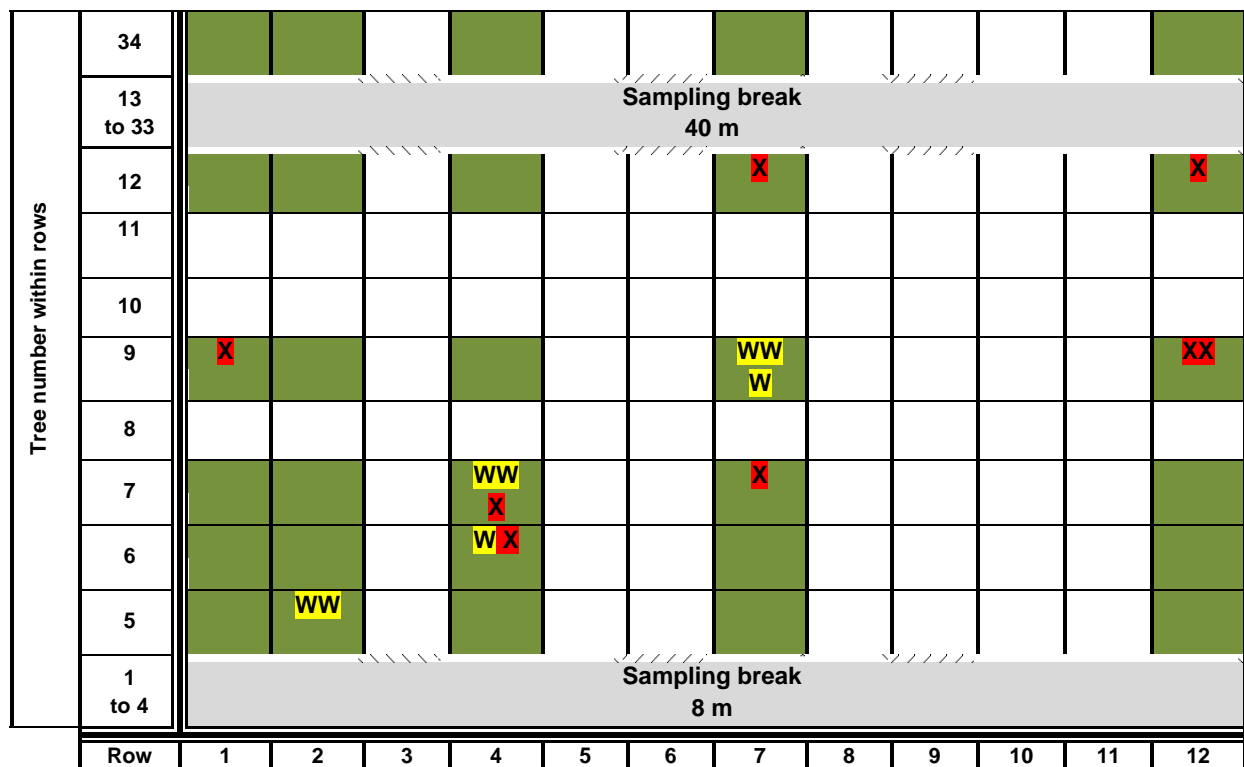 Tree number within rows
34
13
to 33
Sampling break
40 m
12
X
X
11
10
9
X
WW
W
XX
8
7
WW
X
X
6
W X
5
WW
1
to 4
Sampling break
8 m
Row 1 2 3 4 5 6 7 8 9 10 11 12